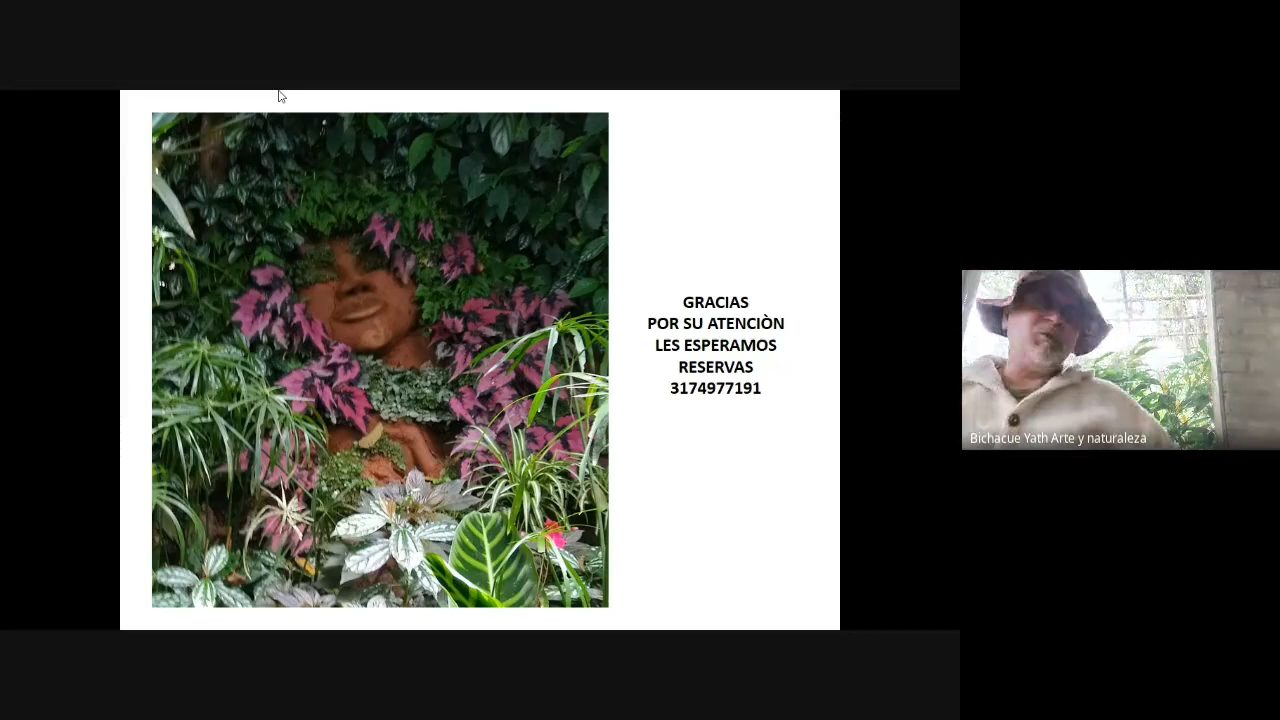 GRACIAS
POR SU ATENCIÒN
LES ESPERAMOS
RESERVAS
3174977191
Bichacue Yath Arte y naturaleza